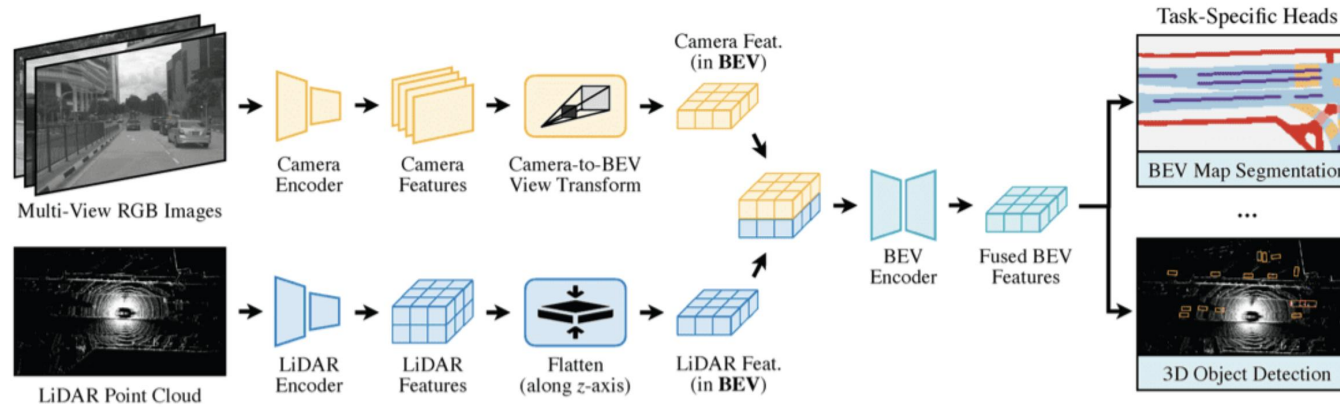 Multi-View RGB Images
Camera
Encoder
Camera
Features
Camera-to-BEV
View Transform
Camera Feat.
(in BEV)
LiDAR Point Cloud
LiDAR
Encoder
LiDAR
Features
Flatten
(along z-axis)
LiDAR Feat.
(in BEV)
BEV
Encoder
Fused BEV
Features
Task-Specific Heads
BEV Map Segmentation
...
3D Object Detection